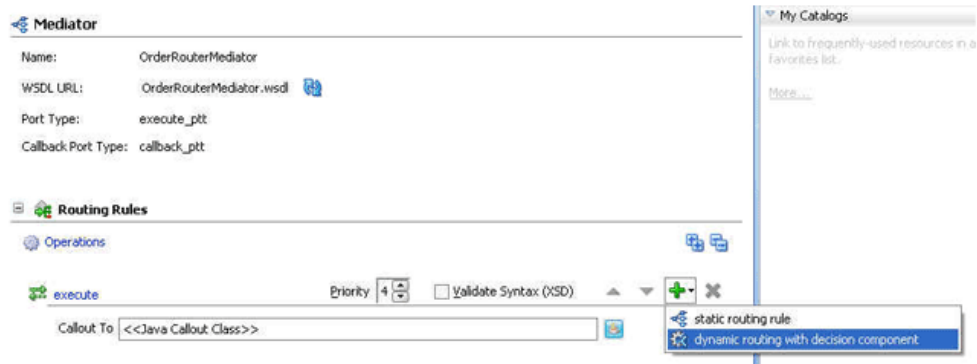 Mediator
My Catalogs
Link to frequently-used resources in a
favorites list.
More...
Name: OrderRouterMediator
WSDL URL: OrderRouterMediator.wsdl
Port Type: execute_ptt
Callback Port Type: callback_ptt
Routing Rules
Operations
execute Priority 4 Validate Syntax (XSD)
Callout To <<Java Callout Class>>
static routing rule
dynamic routing with decision component